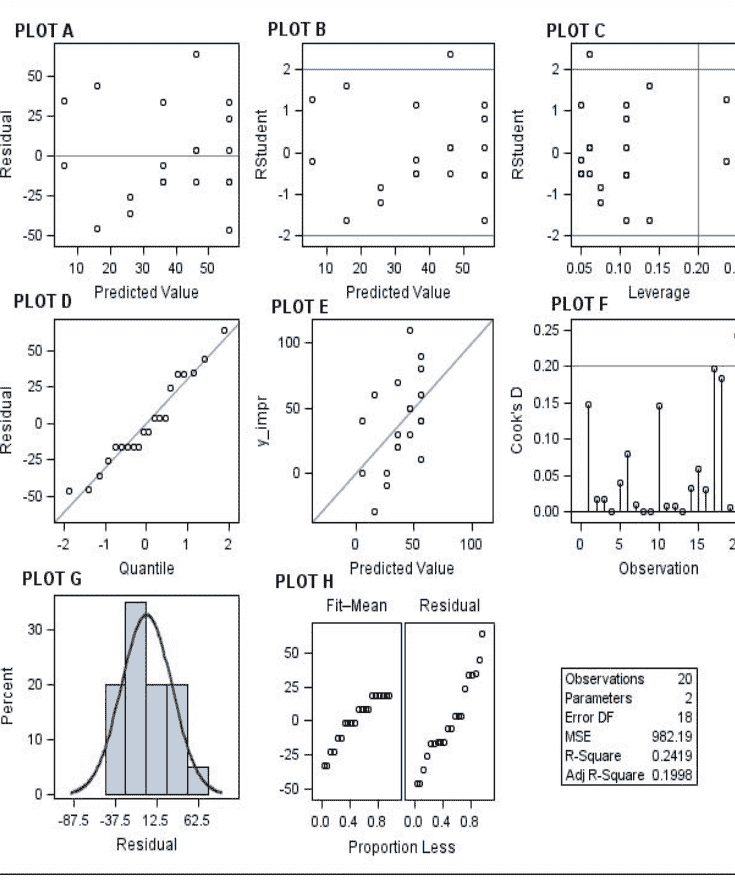 PLOT A
PLOT B
PLOT C
Residual
50
25
0
-25
-50
10 20 30 40 50
Predicted Value
RStudent
2
1
0
-1
-2
10 20 30 40 50
Predicted Value
RStudent
2
1
0
-1
-2
0.05 0.10 0.15 0.20
Leverage
PLOT D
PLOT E
PLOT F
Residual
50
25
0
-25
-50
-2 -1 0 1 2
Quantile
y_impr
100
50
0
0 50 100
Predicted Value
Cook's D
0.25
0.20
0.15
0.10
0.05
0.00
0 5 10 15
Observation
PLOT G
PLOT H
Percent
30
20
10
0
-87.5 -37.5 12.5 62.5
Residual
Fit–Mean Residual
50
25
0
-25
-50
0.0 0.4 0.8 0.0 0.4 0.8
Proportion Less
Observations 20
Parameters 2
Error DF 18
MSE 982.19
R-Square 0.2419
Adj R-Square 0.1998